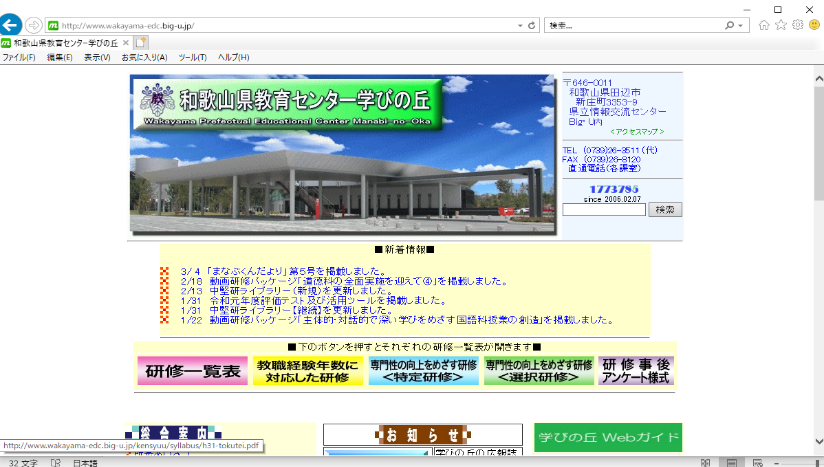 http://www.wakayama-edc.big-u.jp/
検索...
和歌山県教育センター学びの丘
ファイル(F) 編集(E) 表示(V) お気に入り(A) ツール(T) ヘルプ(H)
和歌山県教育センター学びの丘
Wakayama Prefectual Educational Center Manabi-no-Oka
〒646-0011
和歌山県田辺市
新庄町3353-9
県立情報交流センター
Big・U内
<アクセスマップ>
TEL (0739)26-3511(代)
FAX (0739)26-8120
直通電話(各課室)
1773785
since 2006.02.07
検索
■新着情報■
3/ 4 「まなぶくんだより」第5号を掲載しました。
2/18 動画研修パッケージ「道徳科の全面実施を迎えて④」を掲載しました。
2/13 中堅研ライブラリー(新規)を更新しました。
1/31 令和元年度評価テスト及び活用ツールを掲載しました。
1/31 中堅研ライブラリー【継続】を更新しました。
1/22 動画研修パッケージ「主体的・対話的で深い学びをめざす国語科授業の創造」を掲載しました。
■下のボタンを押すとそれぞれの研修一覧表が開きます■
研修一覧表
教職経験年数に
対応した研修
専門性の向上をめざす研修
<特定研修>
専門性の向上をめざす研修
<選択研修>
研修事後
アンケート様式
総合案内
お知らせ
学びの丘 Webガイド
学びの丘の広報誌
http://www.wakayama-edc.big-u.jp/kensyuu/syllabus/h31-tokutei.pdf
32 文字 日本語